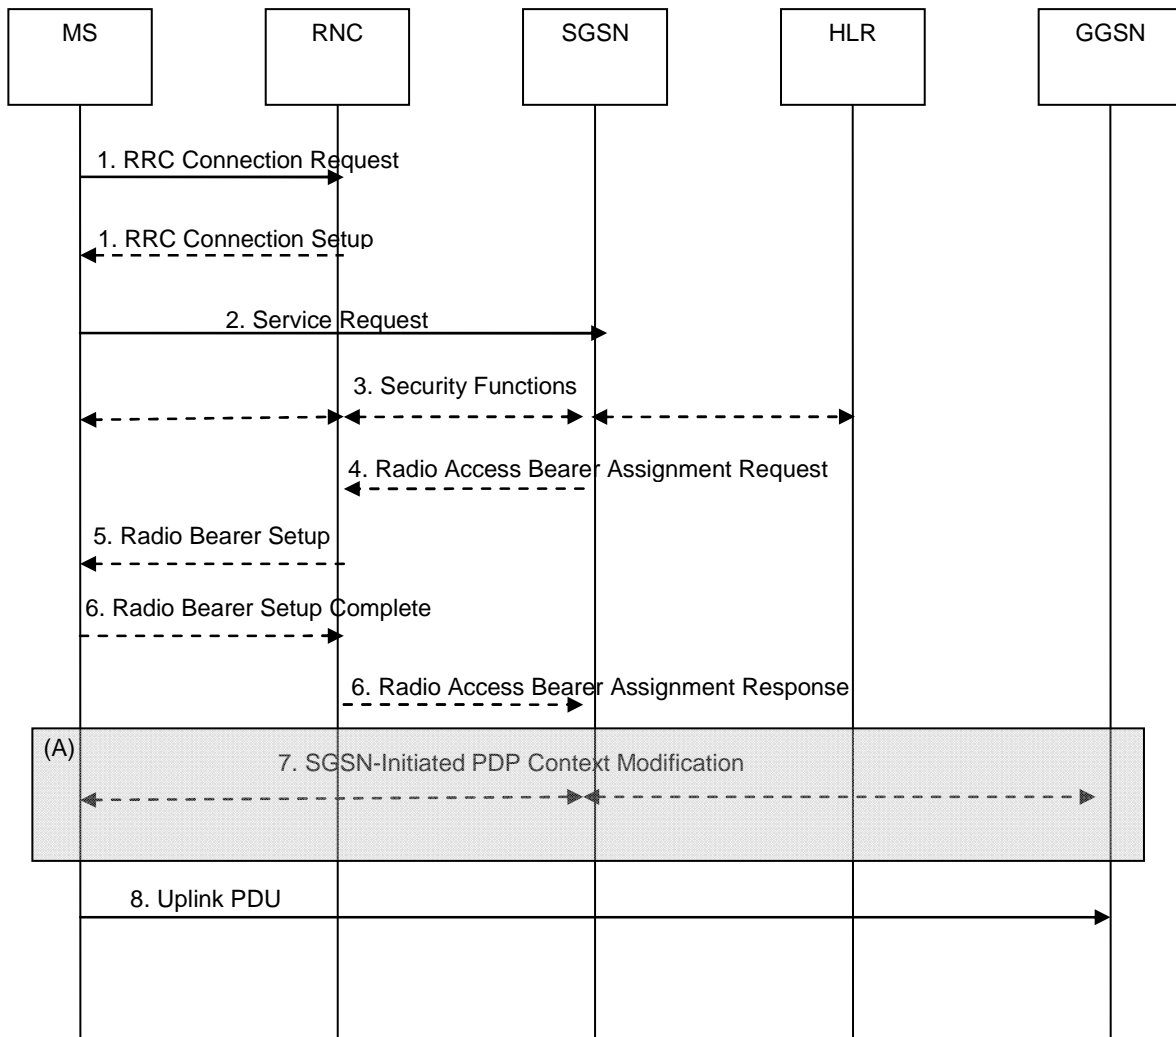 MS
RNC
SGSN
HLR
GGSN
1. RRC Connection Request
1. RRC Connection Setup
2. Service Request
3. Security Functions
4. Radio Access Bearer Assignment Request
5. Radio Bearer Setup
6. Radio Bearer Setup Complete
6. Radio Access Bearer Assignment Response
(A)
7. SGSN-Initiated PDP Context Modification
8. Uplink PDU